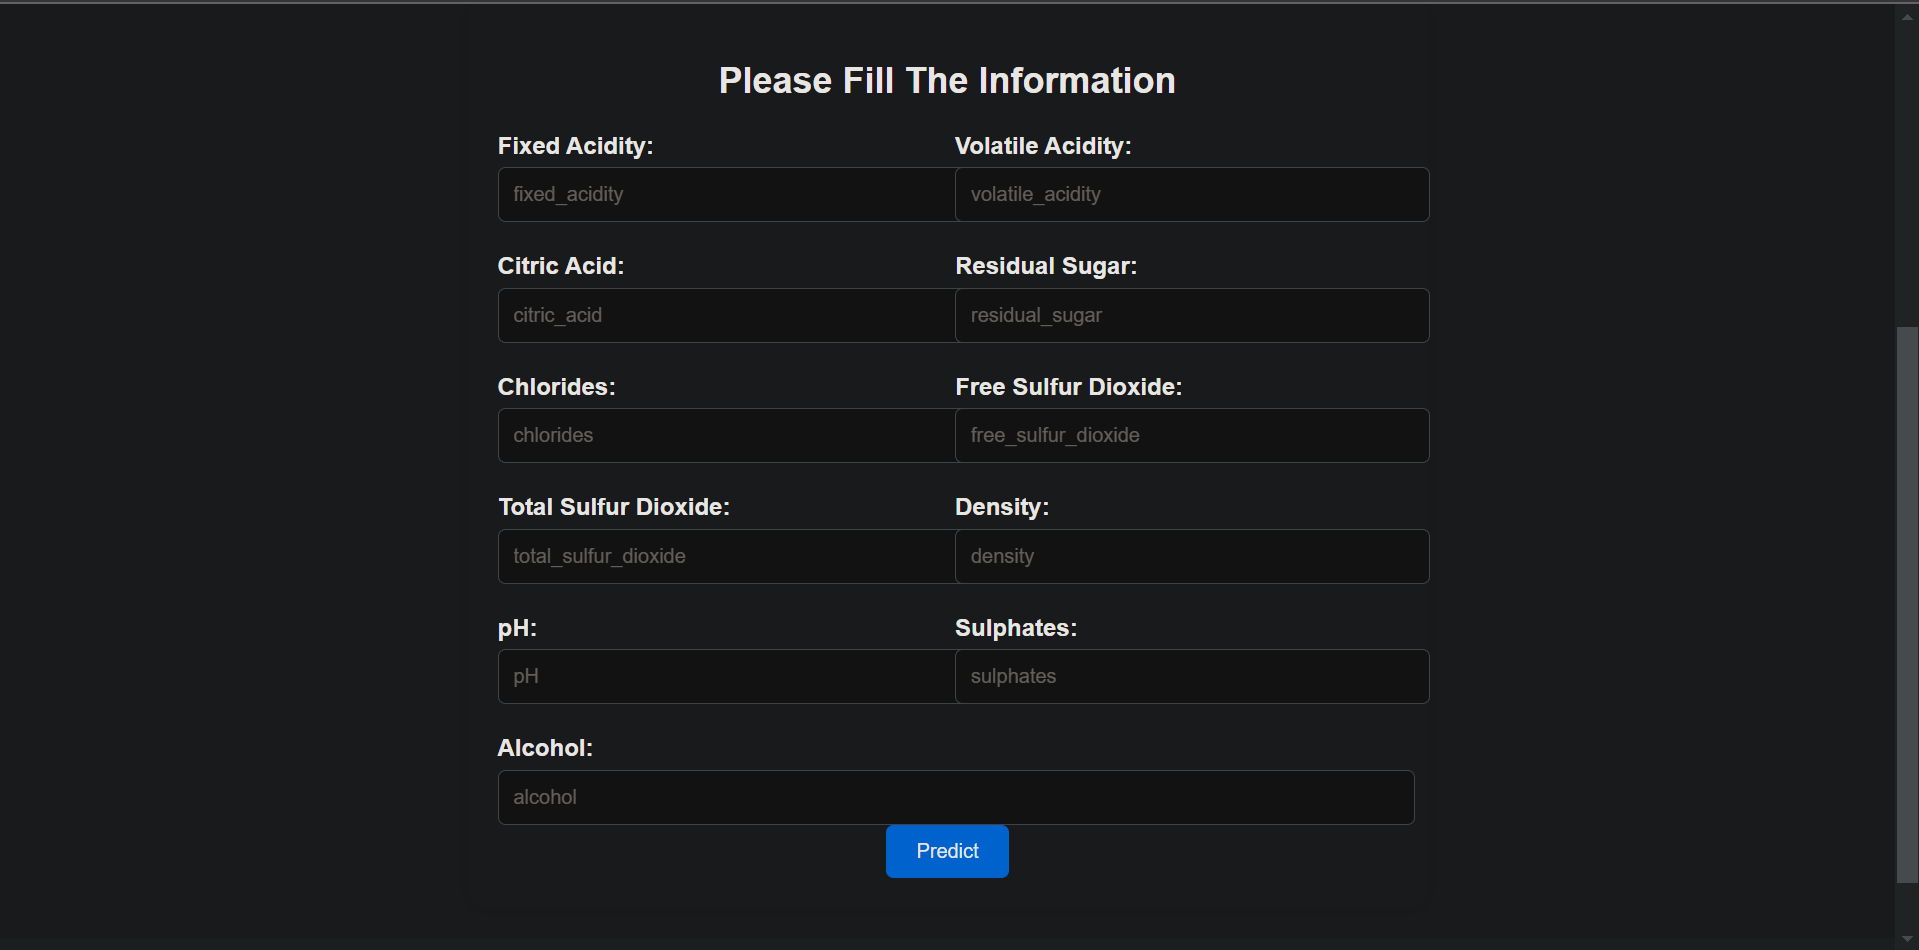 Please Fill The Information
Fixed Acidity: Volatile Acidity:
fixed_acidity volatile_acidity
Citric Acid: Residual Sugar:
citric_acid residual_sugar
Chlorides: Free Sulfur Dioxide:
chlorides free_sulfur_dioxide
Total Sulfur Dioxide: Density:
total_sulfur_dioxide density
pH: Sulphates:
pH sulphates
Alcohol:
alcohol
Predict